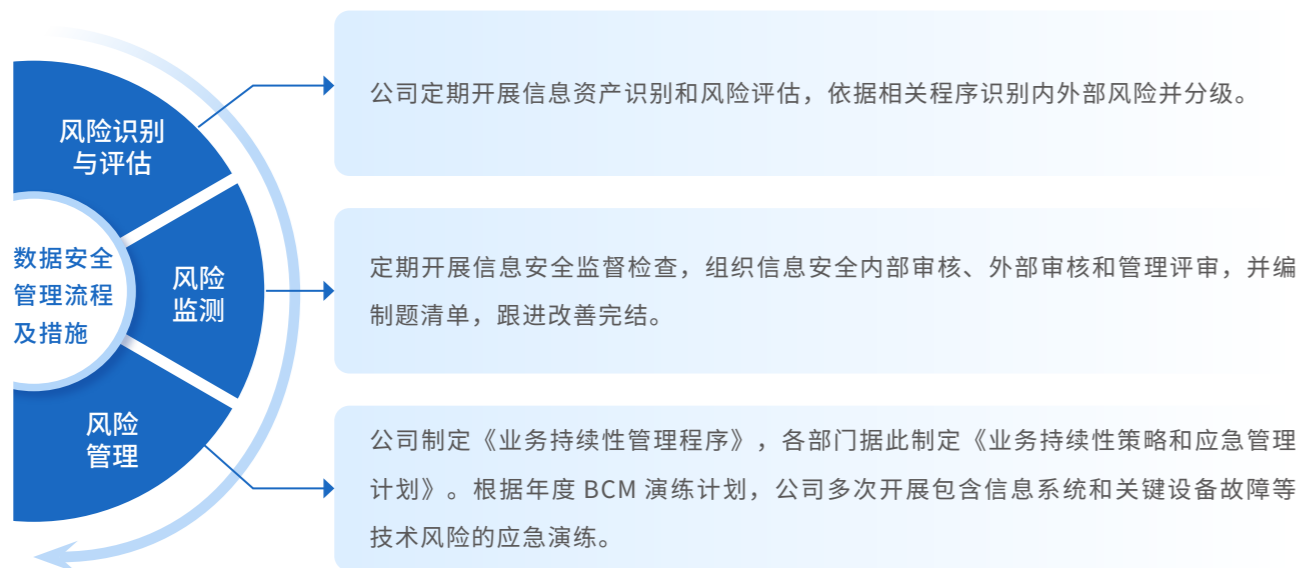 数据安全
管理流程
及措施
风险识别
与评估
公司定期开展信息资产识别和风险评估，依据相关程序识别内外部风险并分级。
风险
监测
定期开展信息安全监督检查，组织信息安全内部审核、外部审核和管理评审，并编
制题清单，跟进改善完结。
风险
管理
公司制定《业务持续性管理程序》，各部门据此制定《业务持续性策略和应急管理
计划》。根据年度 BCM 演练计划，公司多次开展包含信息系统和关键设备故障等
技术风险的应急演练。